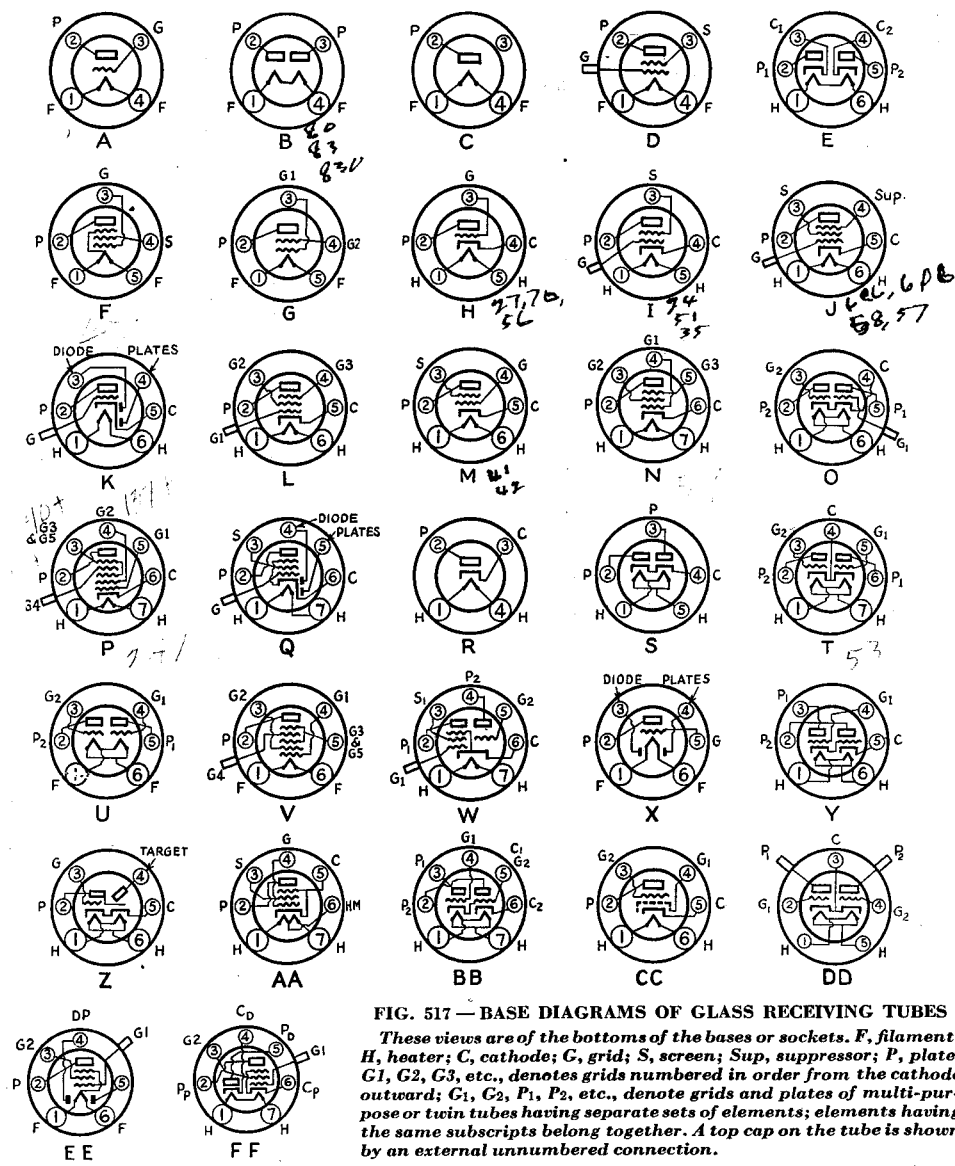 P G P P P P S C1 C2
2 3 2 3 2 G 2 3 3 4
P1 2 5 P2
1 4 1 4 1 4 1 4 1 6
F F F F F F F F H H
A B C D E
80
83
G G1 G S S Sup.
3 3 3 3 3 4
P 2 4 S P 2 4 G2 P 2 4 C P 2 4 C P 2 5 C
G G
1 5 1 5 1 5 1 5 1 6
F F F F H H H H H H
F G H I J
56 51 35
58, 57
DIODE PLATES G2 G3 S G G1 G2 G3 G2
3 4 3 4 3 4 3 4 5 3 4
P 2 5 C P 2 5 C P 2 5 C P 2 6 C P2 2 5 P1
G G1 G1
1 6 1 6 1 6 1 7 1 6
H H H H H H H H H H
K L M N O
41
42
G3 & G5 G2 G1 S DIODE PLATES P C P G2 C G1
3 4 5 3 4 5 2 3 3 3 4 5
P 2 6 C P 2 6 C P 2 4 C P2 2 6 P1
G4 G
1 7 1 7 1 4 1 5 1 7
H H H H H H H H H H
P Q R S T
53
G2 G1 G2 G1 S1 P2 G2 DIODE PLATES P1 G1
3 4 3 4 3 4 5 3 4 3 4
P2 2 5 P1 P 2 5 G3 & G5 P1 2 6 C P 2 5 G P2 2 5 C
G4 G1
1 6 1 6 1 7 1 6 1 6
F F F F H H F F H H
U V W X Y
G TARGET S G C P1 G1 C1 G2 G2 G1 P1 C P2
3 4 3 4 5 3 4 5 3 4 3
P 2 5 C P 2 6 HM P2 2 6 C2 P 2 5 C G1 2 4 G2
1 6 1 7 1 7 1 6 1 5
H H H H H H H H H H
Z AA BB CC DD
DP G1 G2 CD PD G1 G2
3 4 3 4 5
P 2 5 PP 2 6 CP
1 6 1 7
F F H H
EE FF
FIG. 517 — BASE DIAGRAMS OF GLASS RECEIVING TUBES
These views are of the bottoms of the bases or sockets. F, filament
H, heater; C, cathode; G, grid; S, screen; Sup, suppressor; P, plate
G1, G2, G3, etc., denotes grids numbered in order from the cathode
outward; G1, G2, P1, P2, etc., denote grids and plates of multi-pur-
pose or twin tubes having separate sets of elements; elements having
the same subscripts belong together. A top cap on the tube is shown
by an external unnumbered connection.